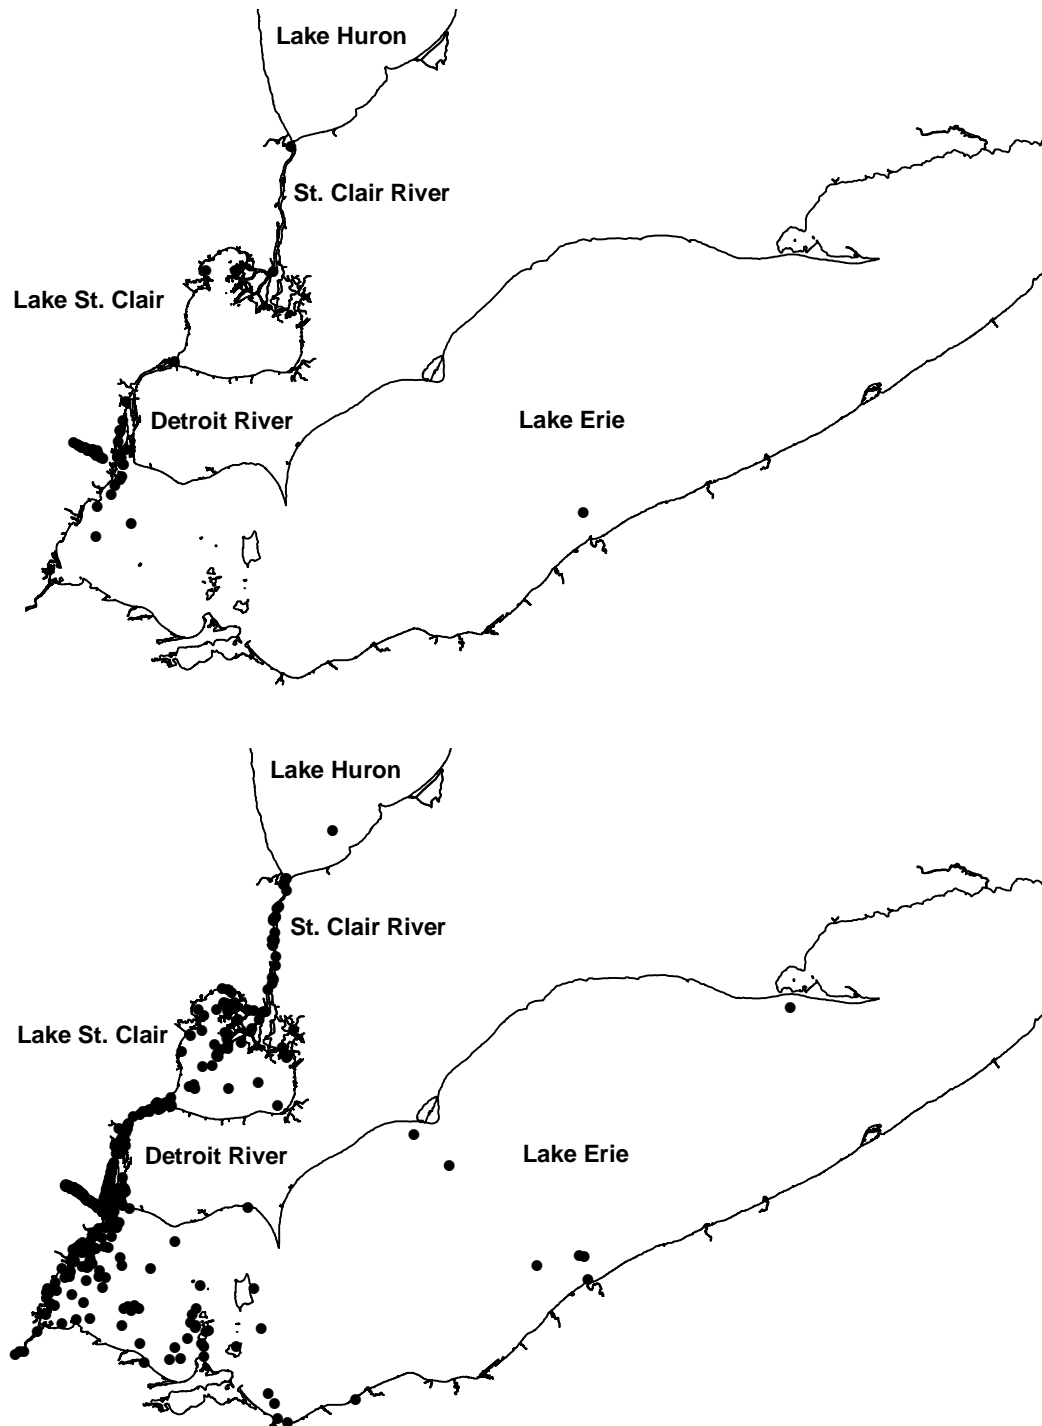 Lake Huron
St. Clair River
Lake St. Clair
Detroit River
Lake Erie
Lake Huron
St. Clair River
Lake St. Clair
Detroit River
Lake Erie